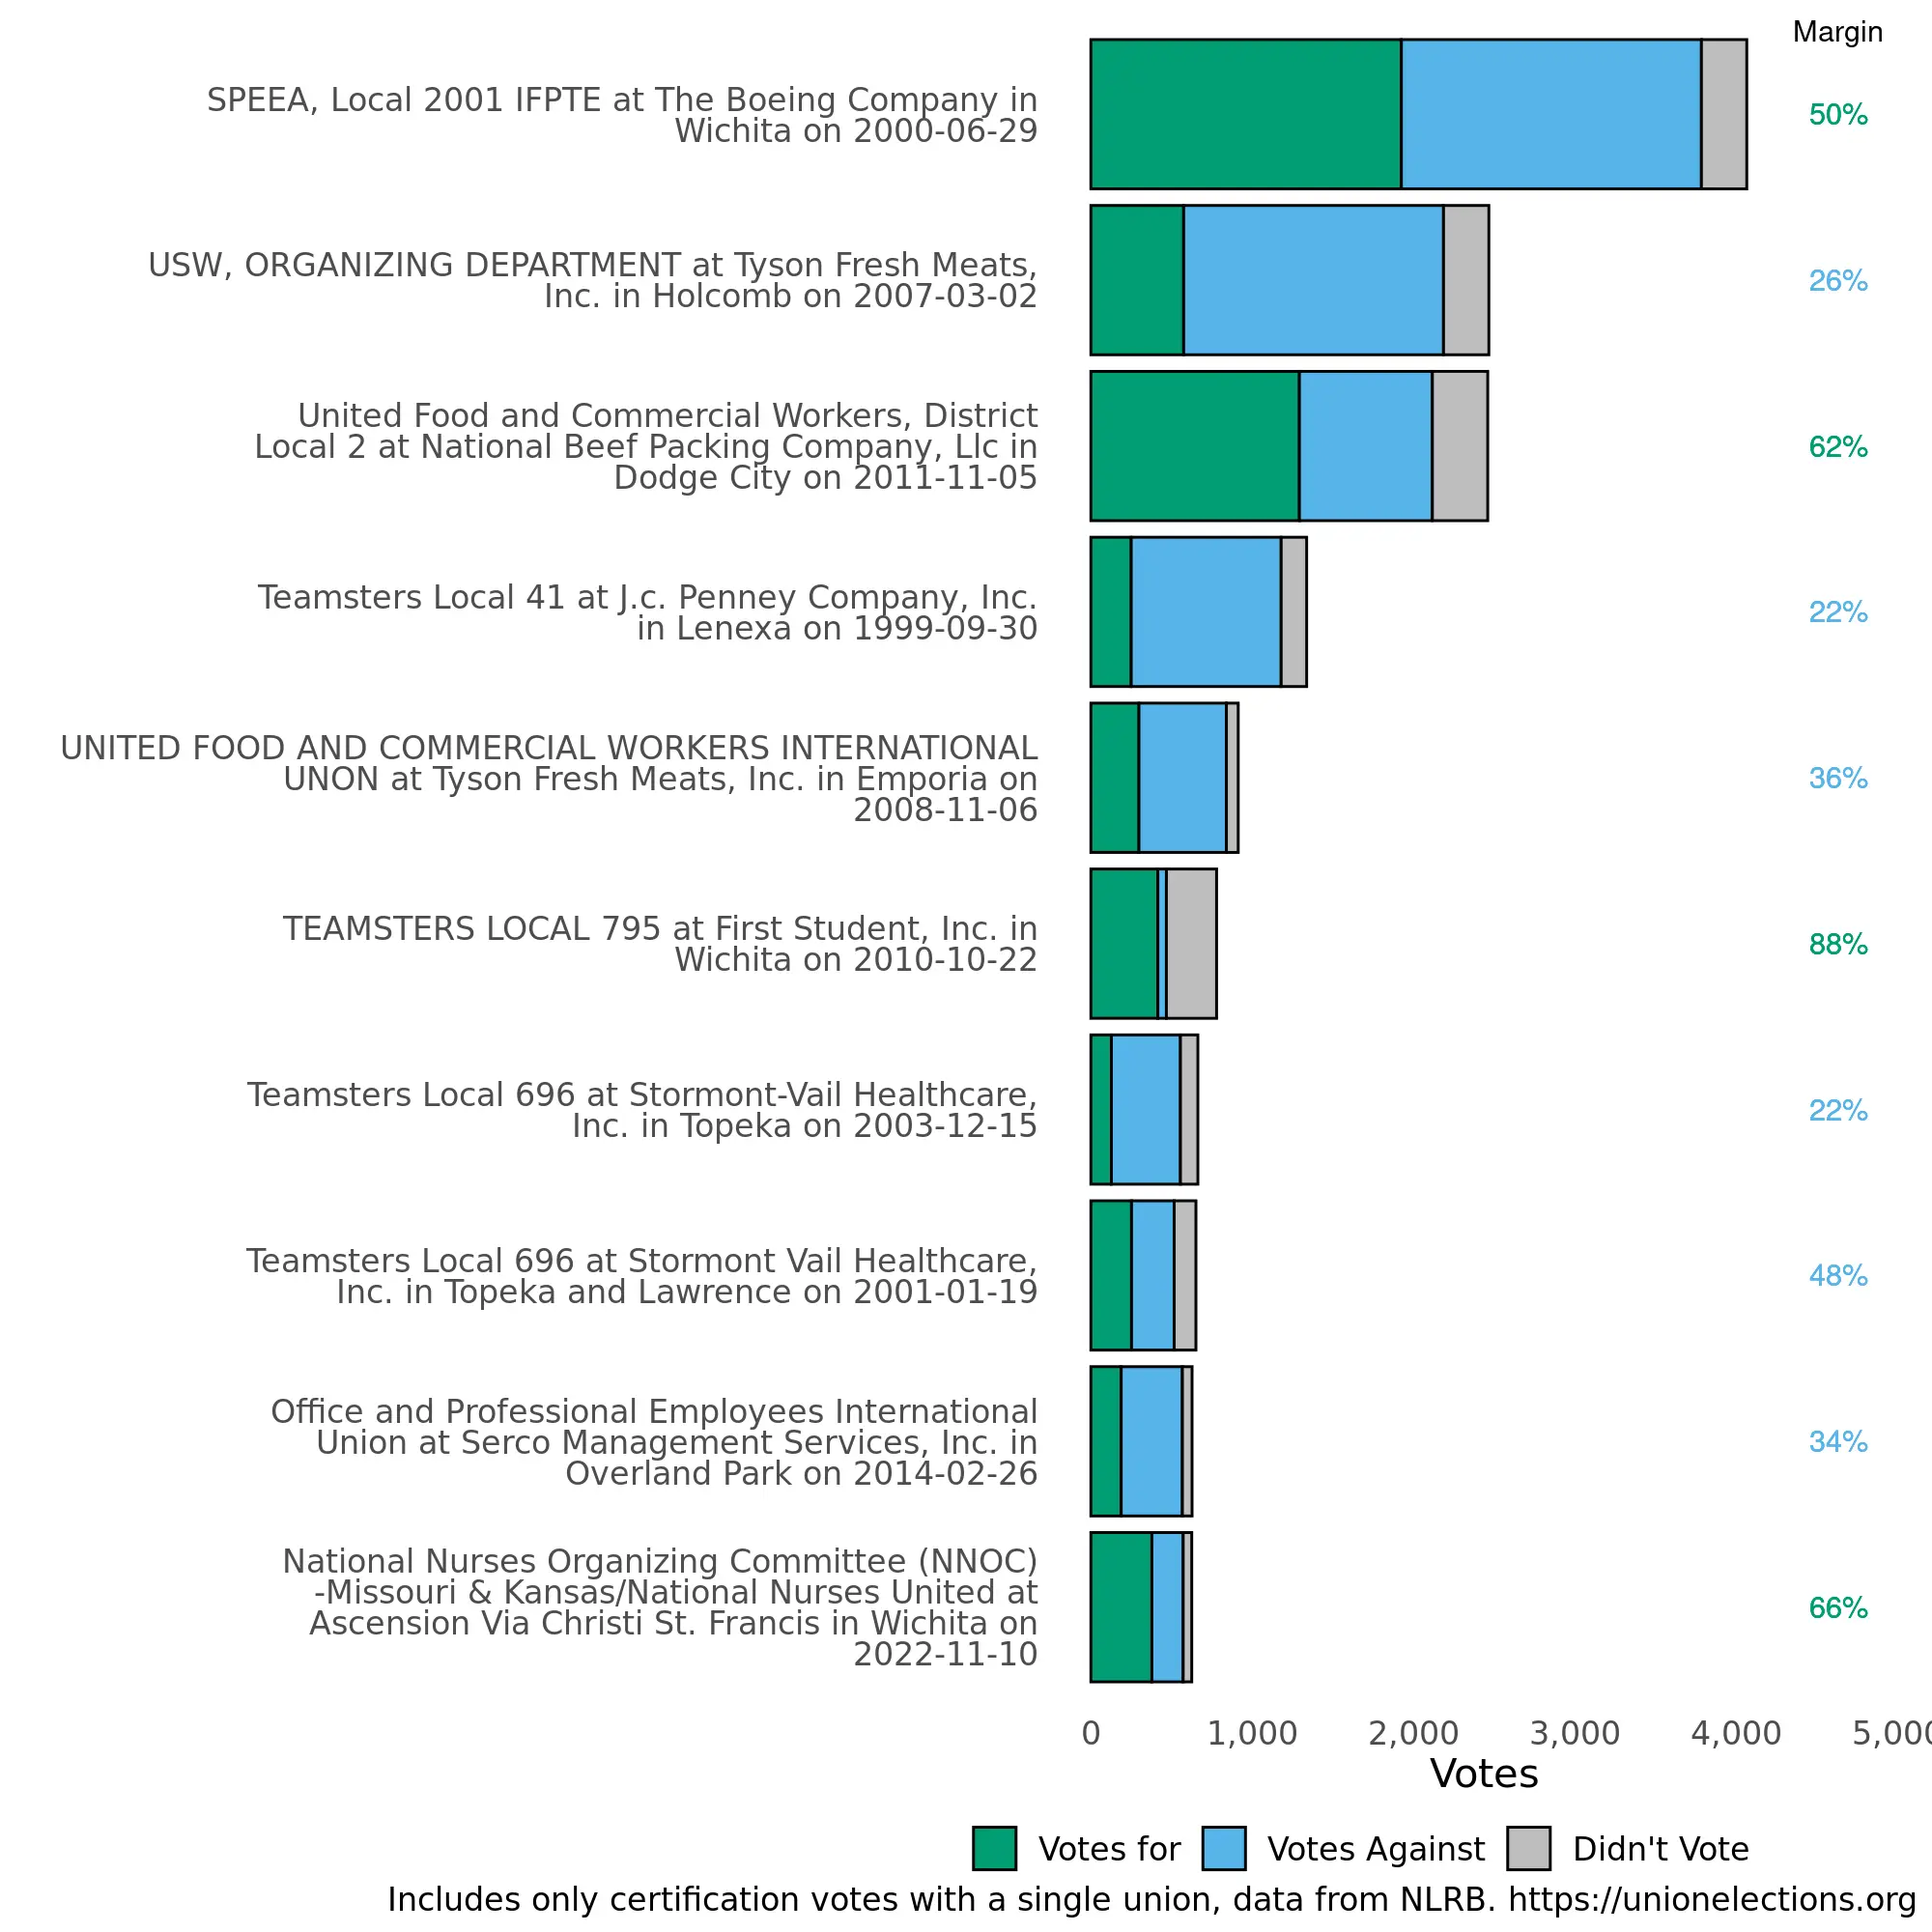 Margin
SPEEA, Local 2001 IFPTE at The Boeing Company in
Wichita on 2000-06-29
50%
USW, ORGANIZING DEPARTMENT at Tyson Fresh Meats,
Inc. in Holcomb on 2007-03-02
26%
United Food and Commercial Workers, District
Local 2 at National Beef Packing Company, Llc in
Dodge City on 2011-11-05
62%
Teamsters Local 41 at J.c. Penney Company, Inc.
in Lenexa on 1999-09-30
22%
UNITED FOOD AND COMMERCIAL WORKERS INTERNATIONAL
UNON at Tyson Fresh Meats, Inc. in Emporia on
2008-11-06
36%
TEAMSTERS LOCAL 795 at First Student, Inc. in
Wichita on 2010-10-22
88%
Teamsters Local 696 at Stormont-Vail Healthcare,
Inc. in Topeka on 2003-12-15
22%
Teamsters Local 696 at Stormont Vail Healthcare,
Inc. in Topeka and Lawrence on 2001-01-19
48%
Office and Professional Employees International
Union at Serco Management Services, Inc. in
Overland Park on 2014-02-26
34%
National Nurses Organizing Committee (NNOC)
-Missouri & Kansas/National Nurses United at
Ascension Via Christi St. Francis in Wichita on
2022-11-10
66%
0 1,000 2,000 3,000 4,000 5,000
Votes
Votes for Votes Against Didn't Vote
Includes only certification votes with a single union, data from NLRB. https://unionelections.org